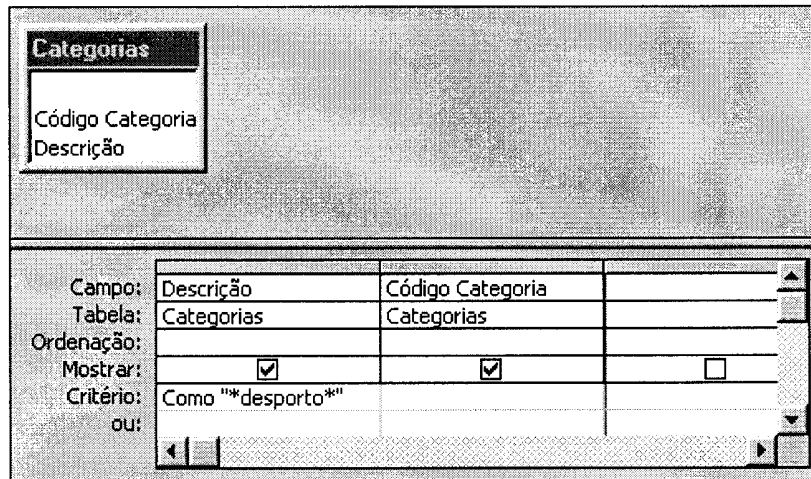 Categorias
Código Categoria
Descrição
Campo: Descrição Código Categoria
Tabela: Categorias Categorias
Ordenação:
Mostrar:
Critério: Como "*desporto*"
ou: